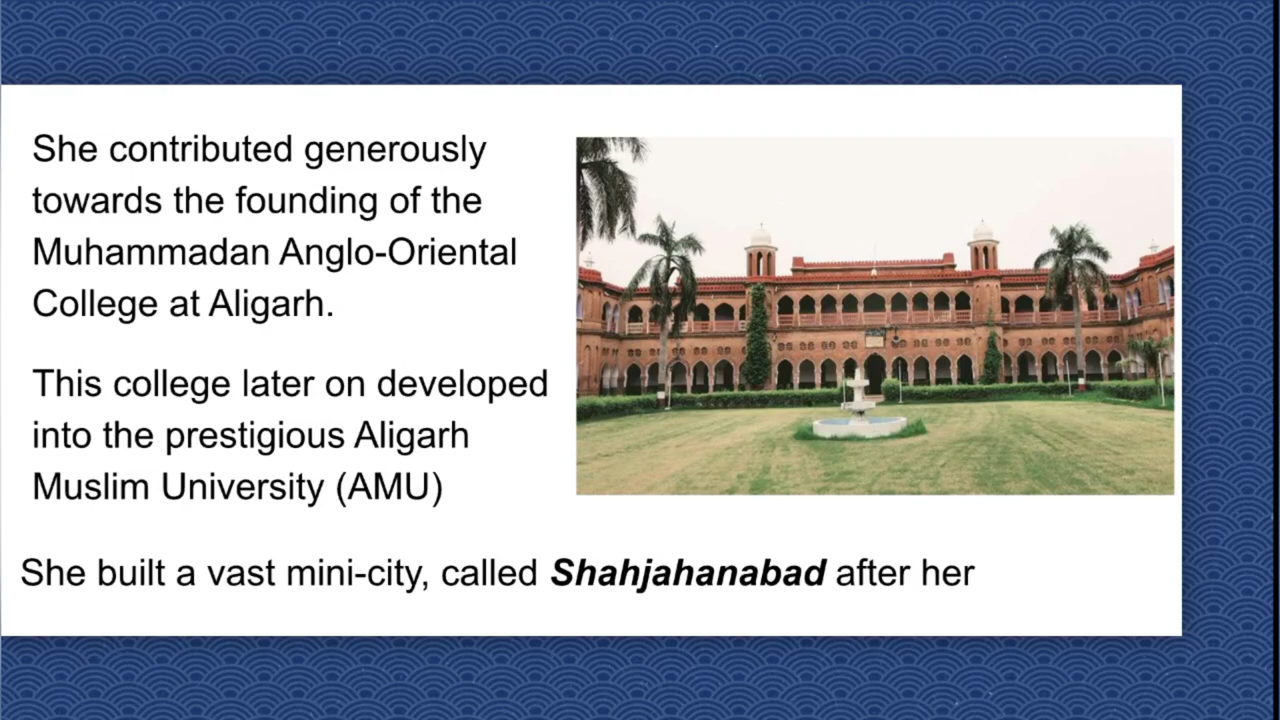 She contributed generously
towards the founding of the
Muhammadan Anglo-Oriental
College at Aligarh.
This college later on developed
into the prestigious Aligarh
Muslim University (AMU)
She built a vast mini-city, called Shahjahanabad after her